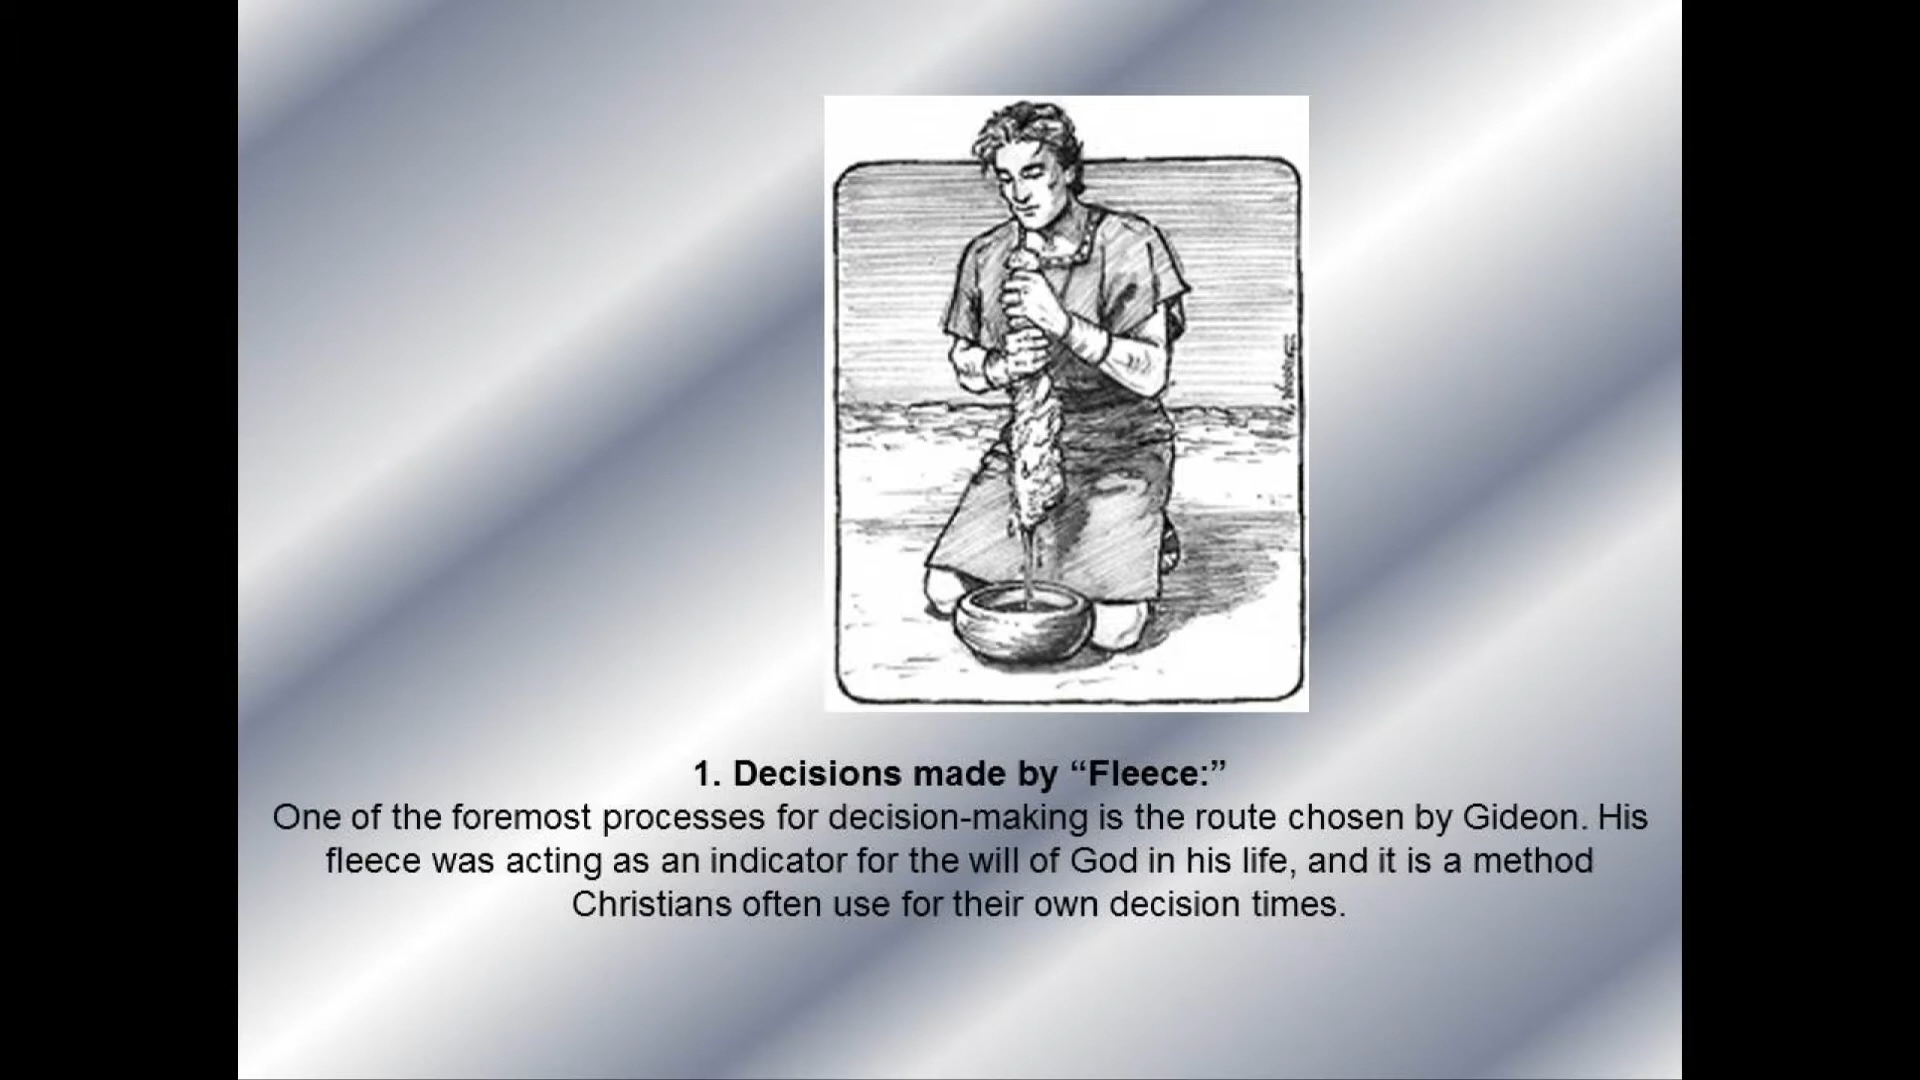 1. Decisions made by “Fleece:”
One of the foremost processes for decision-making is the route chosen by Gideon. His
fleece was acting as an indicator for the will of God in his life, and it is a method
Christians often use for their own decision times.